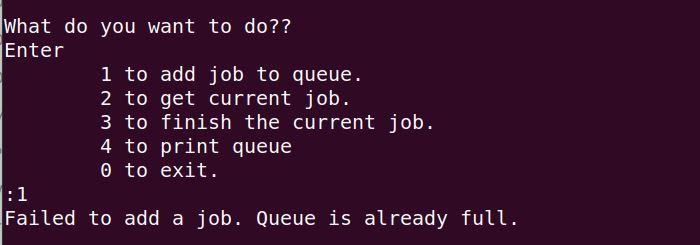 What do you want to do??
Enter
        1 to add job to queue.
        2 to get current job.
        3 to finish the current job.
        4 to print queue
        0 to exit.
:1
Failed to add a job. Queue is already full.